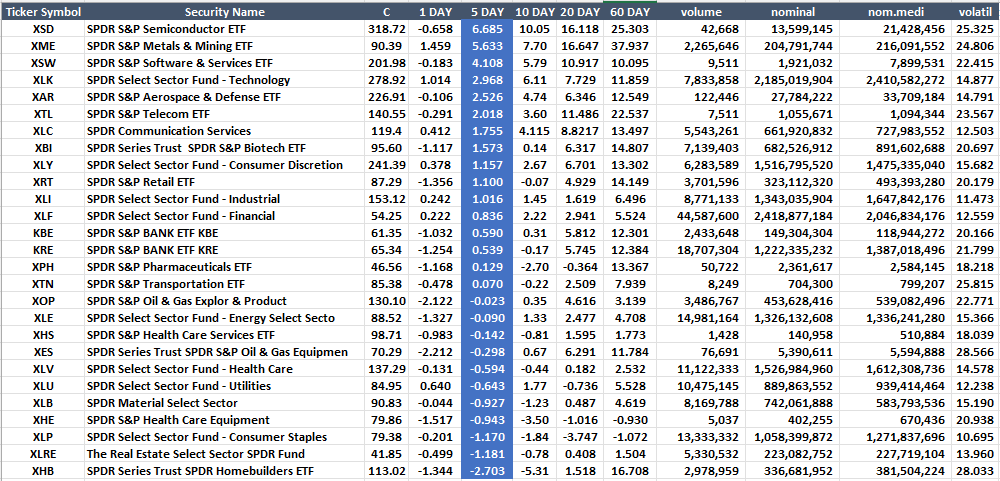 Ticker Symbol Security Name C 1 DAY 5 DAY 10 DAY 20 DAY 60 DAY volume nominal nom.medi volatil
XSD SPDR S&P Semiconductor ETF 318.72 -0.658 6.685 10.05 16.118 25.303 42,668 13,599,145 21,428,456 25.325
XME SPDR S&P Metals & Mining ETF 90.39 1.459 5.633 7.70 16.647 37.937 2,265,646 204,791,744 216,091,552 24.806
XSW SPDR S&P Software & Services ETF 201.98 -0.183 4.108 5.79 10.917 10.095 9,511 1,921,032 7,899,531 22.415
XLK SPDR Select Sector Fund - Technology 278.92 1.014 2.968 6.11 7.729 11.859 7,833,858 2,185,019,904 2,410,582,272 14.877
XAR SPDR S&P Aerospace & Defense ETF 226.91 -0.106 2.526 4.74 6.346 12.549 122,446 27,784,222 33,709,184 14.791
XTL SPDR S&P Telecom ETF 140.55 -0.291 2.018 3.60 11.486 22.537 7,511 1,055,671 1,094,344 23.567
XLC SPDR Communication Services 119.4 0.412 1.755 4.115 8.8217 13.497 5,543,261 661,920,832 727,983,552 12.503
XBI SPDR Series Trust SPDR S&P Biotech ETF 95.60 -1.117 1.573 0.14 6.317 14.807 7,139,403 682,526,912 891,602,688 20.697
XLY SPDR Select Sector Fund - Consumer Discretion 241.39 0.378 1.157 2.67 6.701 13.302 6,283,589 1,516,795,520 1,475,335,040 15.682
XRT SPDR S&P Retail ETF 87.29 -1.356 1.100 -0.07 4.929 14.149 3,701,596 323,112,320 493,393,280 20.179
XLI SPDR Select Sector Fund - Industrial 153.12 0.242 1.016 1.45 1.619 6.496 8,771,133 1,343,035,904 1,647,842,176 11.473
XLF SPDR Select Sector Fund - Financial 54.25 0.222 0.836 2.22 2.941 5.524 44,587,600 2,418,877,184 2,046,834,176 12.559
KBE SPDR S&P BANK ETF KBE 61.35 -1.032 0.590 0.31 5.812 12.301 2,433,648 149,304,304 118,944,272 20.166
KRE SPDR S&P BANK ETF KRE 65.34 -1.254 0.539 -0.17 5.745 12.384 18,707,304 1,222,335,232 1,387,018,496 21.799
XPH SPDR S&P Pharmaceuticals ETF 46.56 -1.168 0.129 -2.70 -0.364 13.367 50,722 2,361,617 2,584,145 18.218
XTN SPDR S&P Transportation ETF 85.38 -0.478 0.070 -0.22 2.509 7.939 8,249 704,300 799,207 25.815
XOP SPDR S&P Oil & Gas Explor & Product 130.10 -2.122 -0.023 0.35 4.616 3.139 3,486,767 453,628,416 539,082,496 22.771
XLE SPDR Select Sector Fund - Energy Select Secto 88.52 -1.327 -0.090 1.33 2.477 4.708 14,981,164 1,326,132,608 1,336,241,280 15.366
XHS SPDR S&P Health Care Services ETF 98.71 -0.983 -0.142 -0.81 1.595 1.773 1,428 140,958 510,884 18.039
XES SPDR Series Trust SPDR S&P Oil & Gas Equipmen 70.29 -2.212 -0.298 0.67 6.291 11.784 76,691 5,390,611 5,594,888 28.566
XLV SPDR Select Sector Fund - Health Care 137.29 -0.131 -0.594 -0.44 0.182 2.532 11,122,333 1,526,984,960 1,612,308,736 14.578
XLU SPDR Select Sector Fund - Utilities 84.95 0.640 -0.643 1.77 -0.736 5.528 10,475,145 889,863,552 939,414,464 12.238
XLB SPDR Material Select Sector 90.83 -0.044 -0.927 -1.23 0.487 4.619 8,169,788 742,061,888 583,793,536 15.190
XHE SPDR S&P Health Care Equipment 79.86 -1.517 -0.943 -3.50 -1.016 -0.930 5,037 402,255 670,436 20.938
XLP SPDR Select Sector Fund - Consumer Staples 79.38 -0.201 -1.170 -1.84 -3.747 -1.072 13,333,332 1,058,399,872 1,271,837,696 10.695
XLRE The Real Estate Select Sector SPDR Fund 41.85 -0.499 -1.181 -0.78 0.408 1.504 5,330,532 223,082,752 227,719,104 13.960
XHB SPDR Series Trust SPDR Homebuilders ETF 113.02 -1.344 -2.703 -5.31 1.518 16.708 2,978,959 336,681,952 381,504,224 28.033